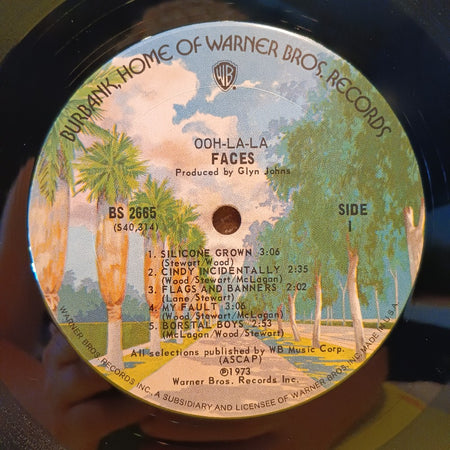 BURBANK, HOME OF WARNER BROS. RECORDS
WB
OOH-LA-LA
FACES
Produced by Glyn Johns
BS 2665
(S40,314)
SIDE
1
1. SILICONE GROWN 3:06
(Stewart/Wood)
2. CINDY INCIDENTALLY 2:35
(Wood/Stewart/McLagan)
3. FLAGS AND BANNERS 2:02
(Lane/Stewart)
4. MY FAULT 3:06
(Wood/Stewart/McLagan)
5. BORSTAL BOYS 2:53
(McLagan/Wood/Stewart)
All selections published by WB Music Corp.
(ASCAP)
℗1973
Warner Bros. Records Inc.
WARNER BROS. RECORDS INC., A SUBSIDIARY AND LICENSEE OF WARNER BROS. INC. MADE IN U.S.A.